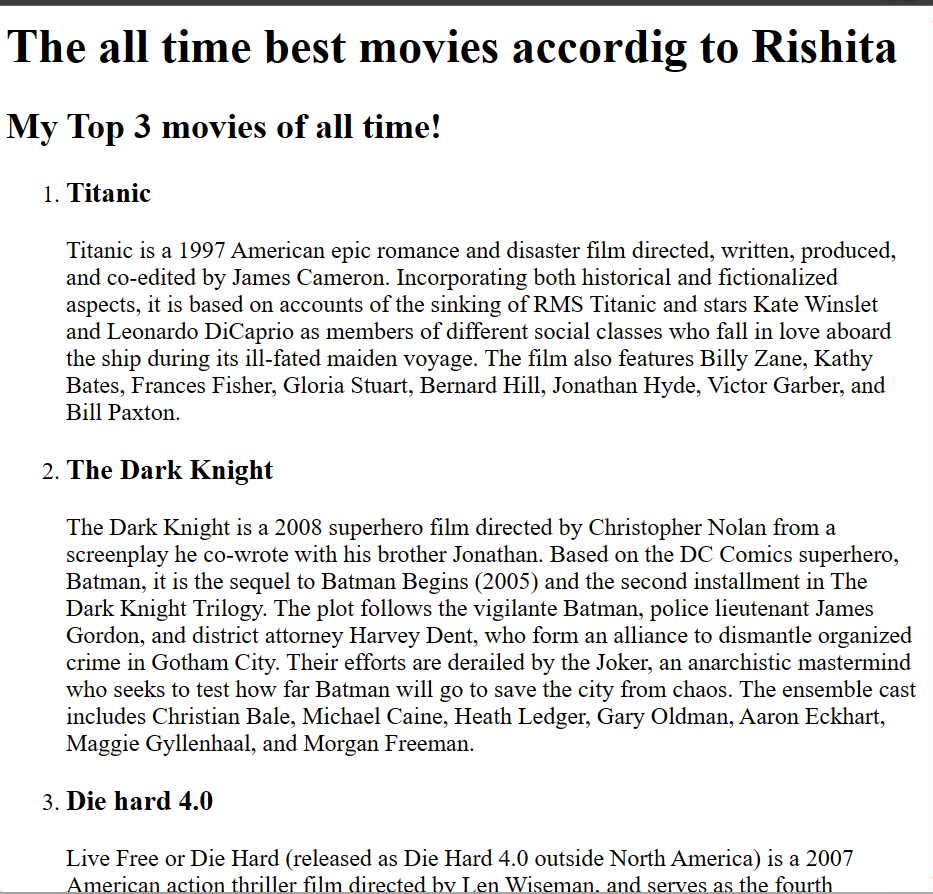 The all time best movies accordig to Rishita
My Top 3 movies of all time!
1. Titanic
Titanic is a 1997 American epic romance and disaster film directed, written, produced,
and co-edited by James Cameron. Incorporating both historical and fictionalized
aspects, it is based on accounts of the sinking of RMS Titanic and stars Kate Winslet
and Leonardo DiCaprio as members of different social classes who fall in love aboard
the ship during its ill-fated maiden voyage. The film also features Billy Zane, Kathy
Bates, Frances Fisher, Gloria Stuart, Bernard Hill, Jonathan Hyde, Victor Garber, and
Bill Paxton.
2. The Dark Knight
The Dark Knight is a 2008 superhero film directed by Christopher Nolan from a
screenplay he co-wrote with his brother Jonathan. Based on the DC Comics superhero,
Batman, it is the sequel to Batman Begins (2005) and the second installment in The
Dark Knight Trilogy. The plot follows the vigilante Batman, police lieutenant James
Gordon, and district attorney Harvey Dent, who form an alliance to dismantle organized
crime in Gotham City. Their efforts are derailed by the Joker, an anarchistic mastermind
who seeks to test how far Batman will go to save the city from chaos. The ensemble cast
includes Christian Bale, Michael Caine, Heath Ledger, Gary Oldman, Aaron Eckhart,
Maggie Gyllenhaal, and Morgan Freeman.
3. Die hard 4.0
Live Free or Die Hard (released as Die Hard 4.0 outside North America) is a 2007
American action thriller film directed by Len Wiseman, and serves as the fourth